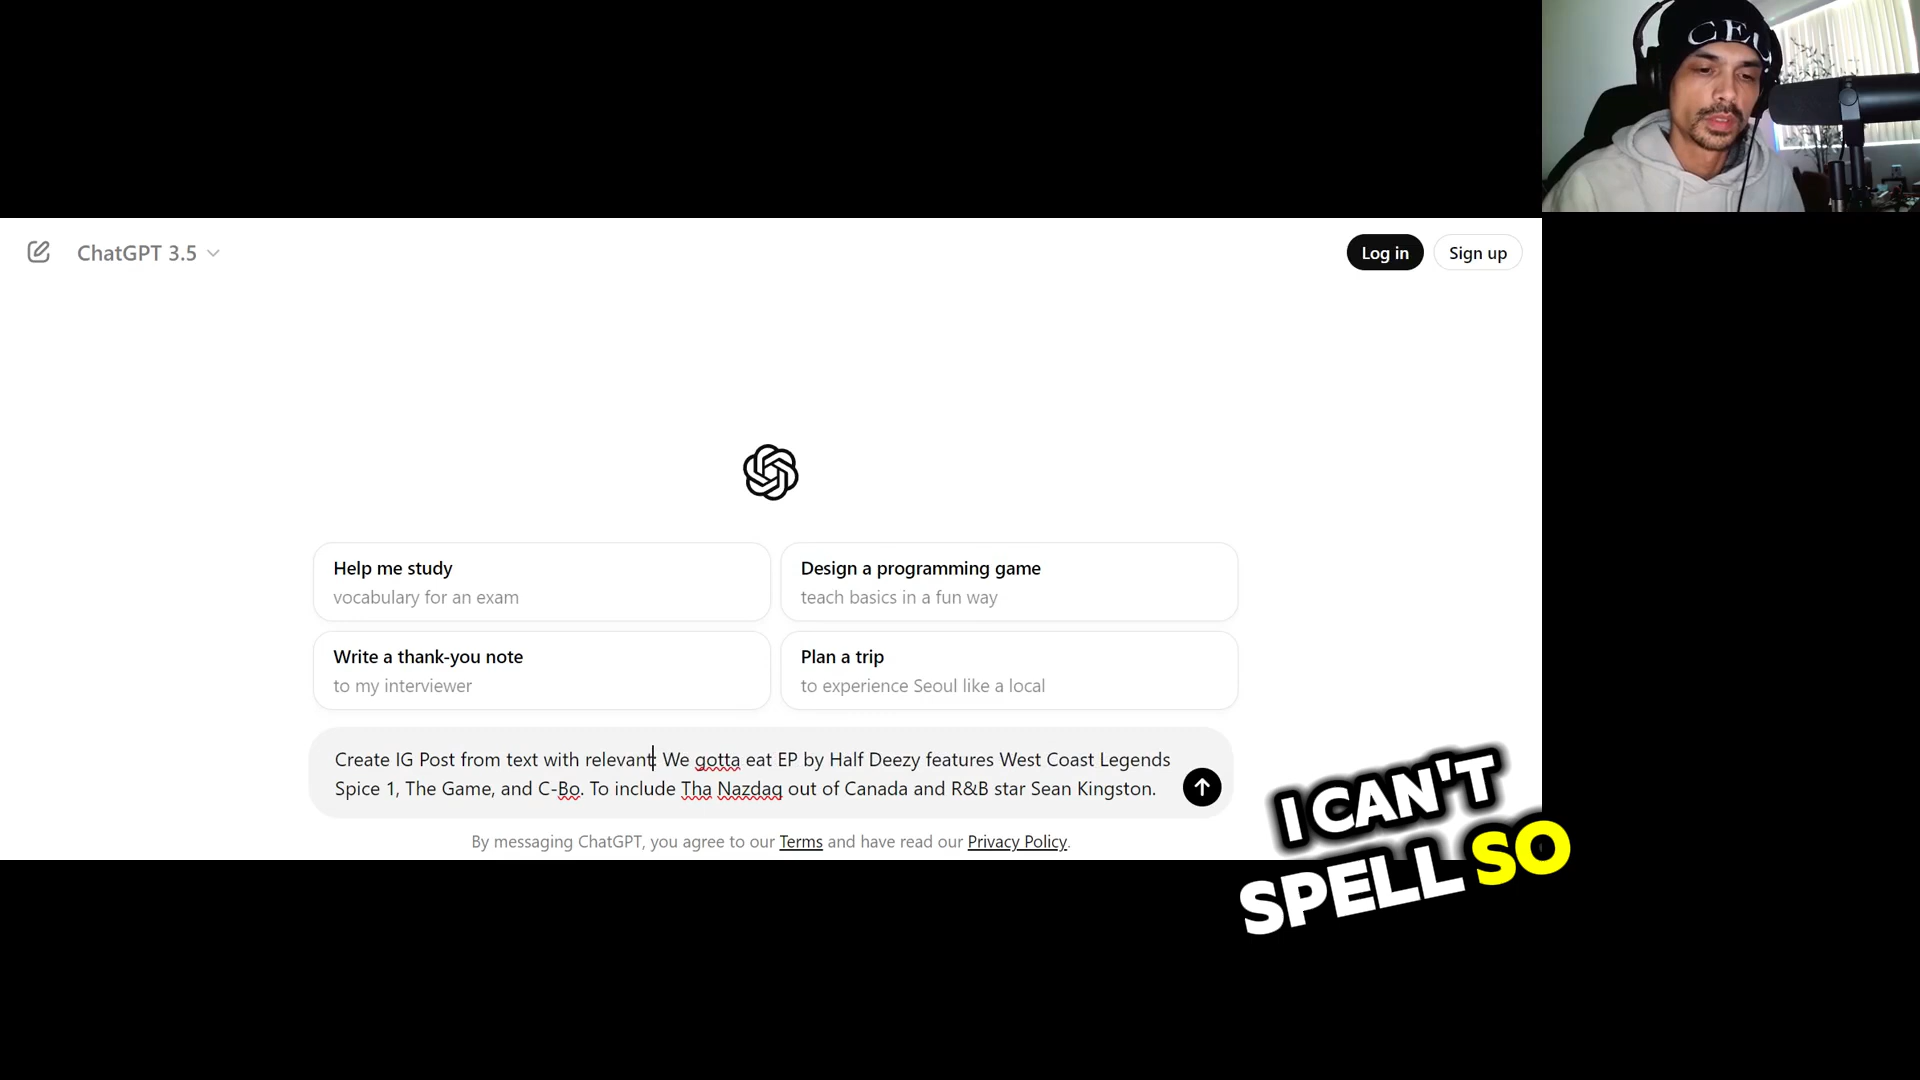 CEO
ChatGPT 3.5
Log in
Sign up
Help me study
vocabulary for an exam
Design a programming game
teach basics in a fun way
Write a thank-you note
to my interviewer
Plan a trip
to experience Seoul like a local
Create IG Post from text with relevant: We gotta eat EP by Half Deezy features West Coast Legends
Spice 1, The Game, and C-Bo. To include Tha Nazdaq out of Canada and R&B star Sean Kingston.
By messaging ChatGPT, you agree to our Terms and have read our Privacy Policy.
I CAN'T
SPELL SO